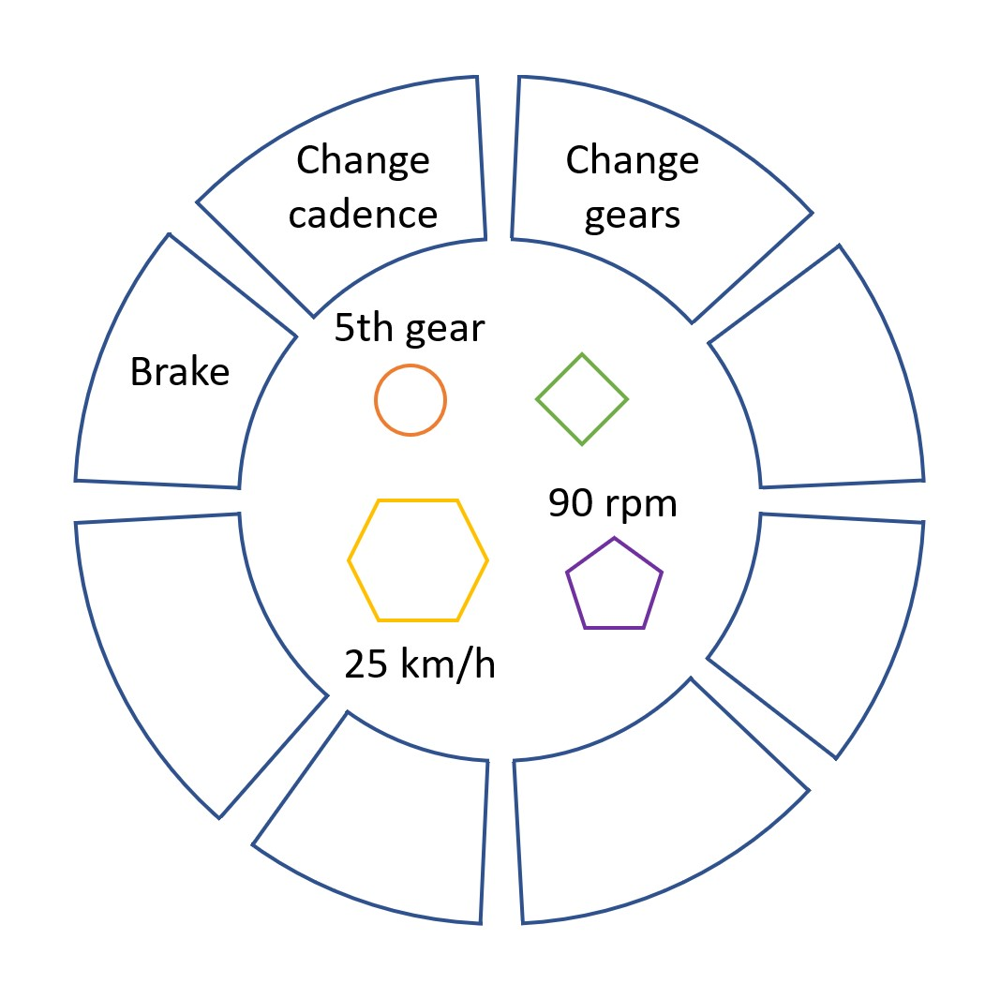 Change
cadence
Change
gears
Brake
5th gear
90 rpm
25 km/h